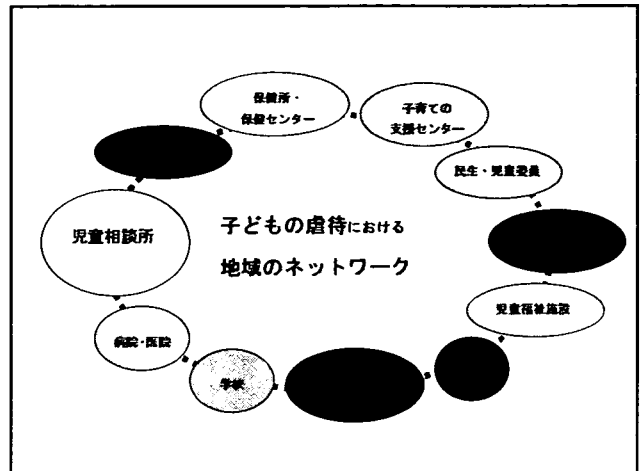 保健所・
保健センター
子育ての
支援センター
民生・児童委員
児童相談所
子どもの虐待における
地域のネットワーク
児童福祉施設
病院・医院
学校